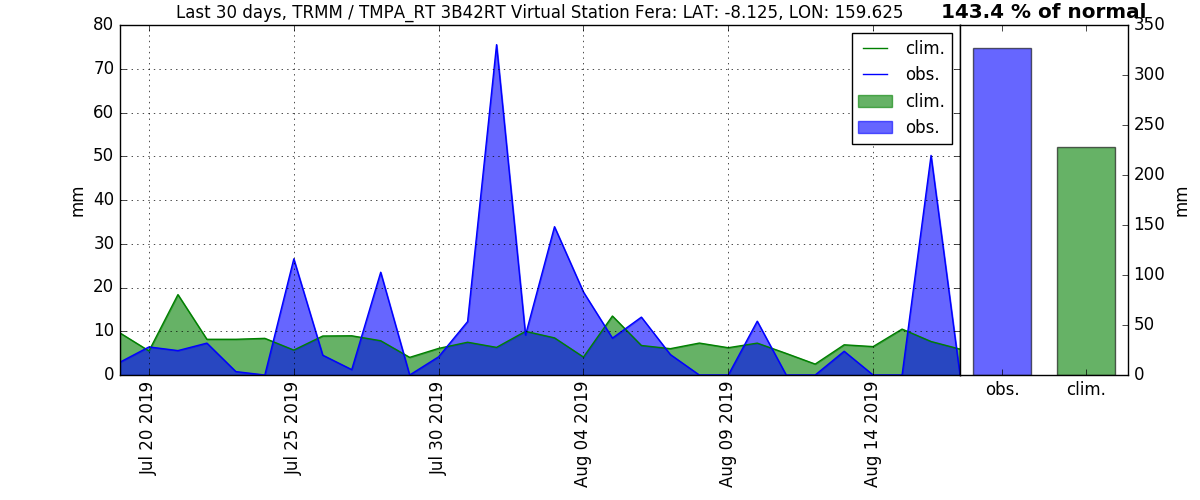 Last 30 days, TRMM / TMPA_RT 3B42RT Virtual Station Fera: LAT: -8.125, LON: 159.625
143.4 % of normal
80
70
60
50
40
30
20
10
0
mm
clim.
obs.
clim.
obs.
350
300
250
200
150
100
50
0
mm
obs.
clim.
Jul 20 2019
Jul 25 2019
Jul 30 2019
Aug 04 2019
Aug 09 2019
Aug 14 2019